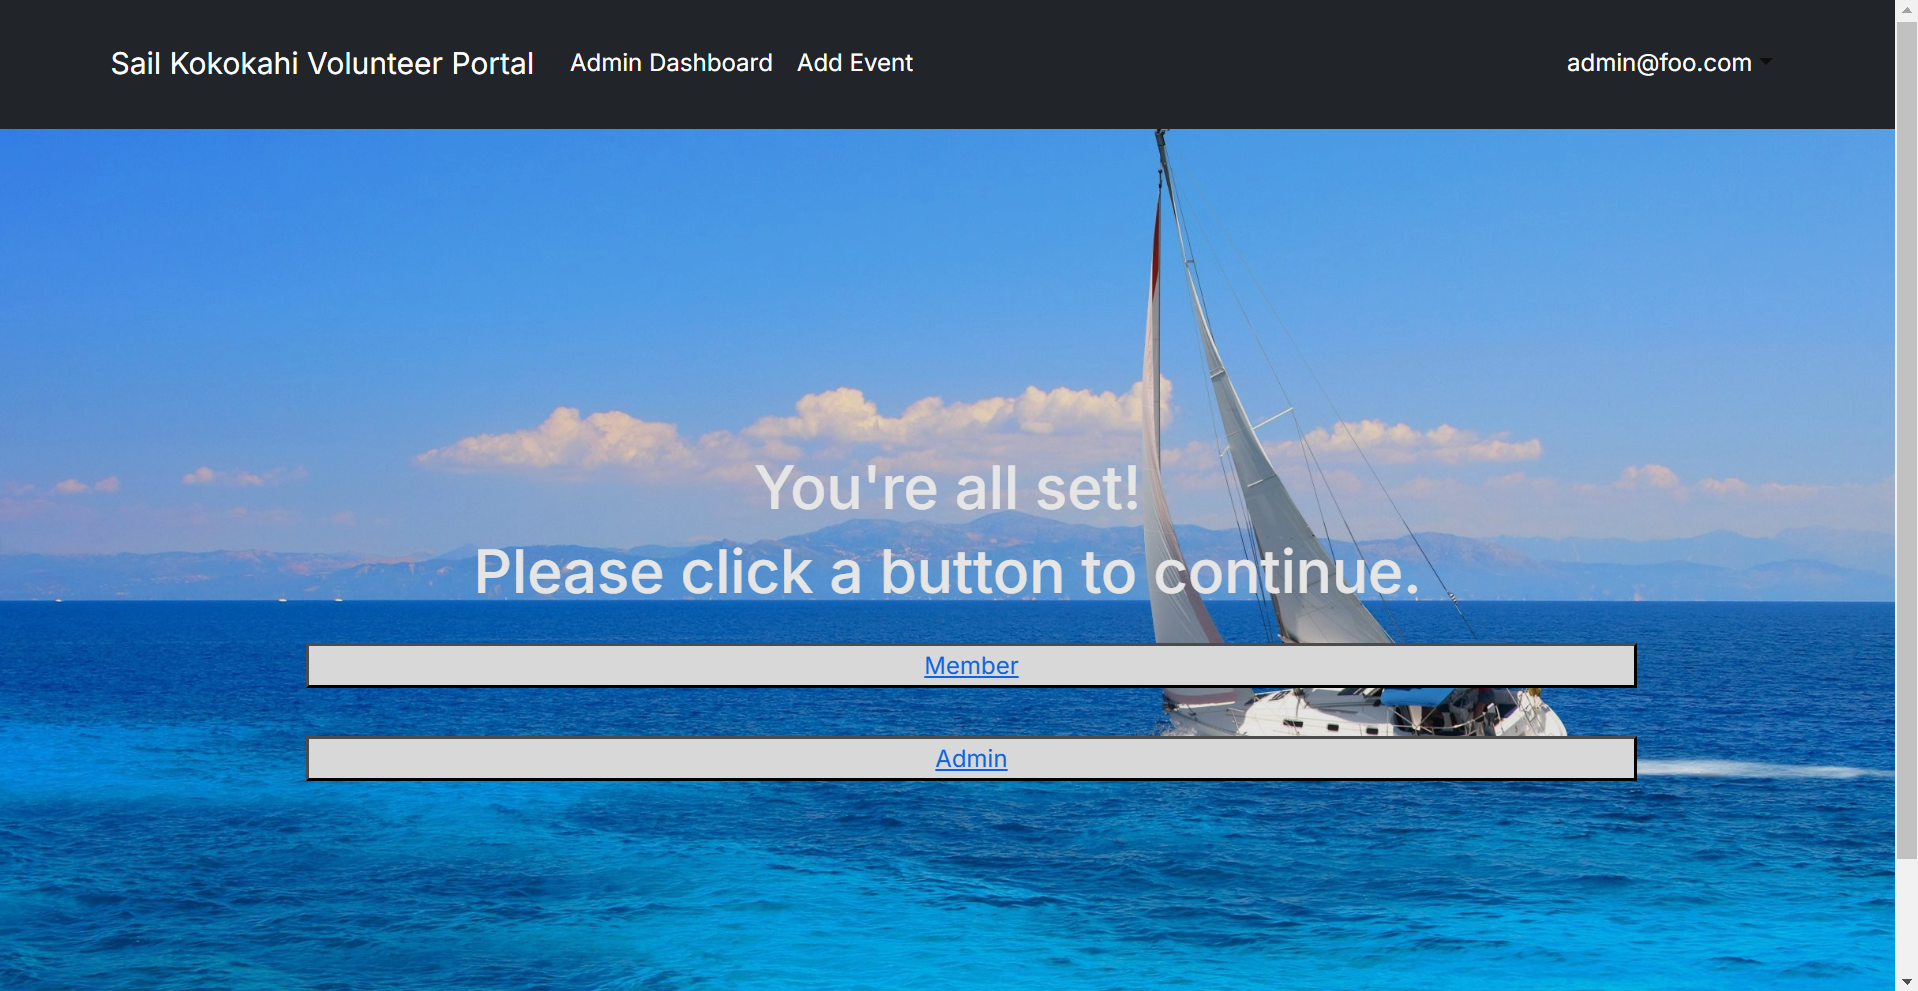 Sail Kokokahi Volunteer Portal Admin Dashboard Add Event admin@foo.com
You're all set!
Please click a button to continue.
Member
Admin